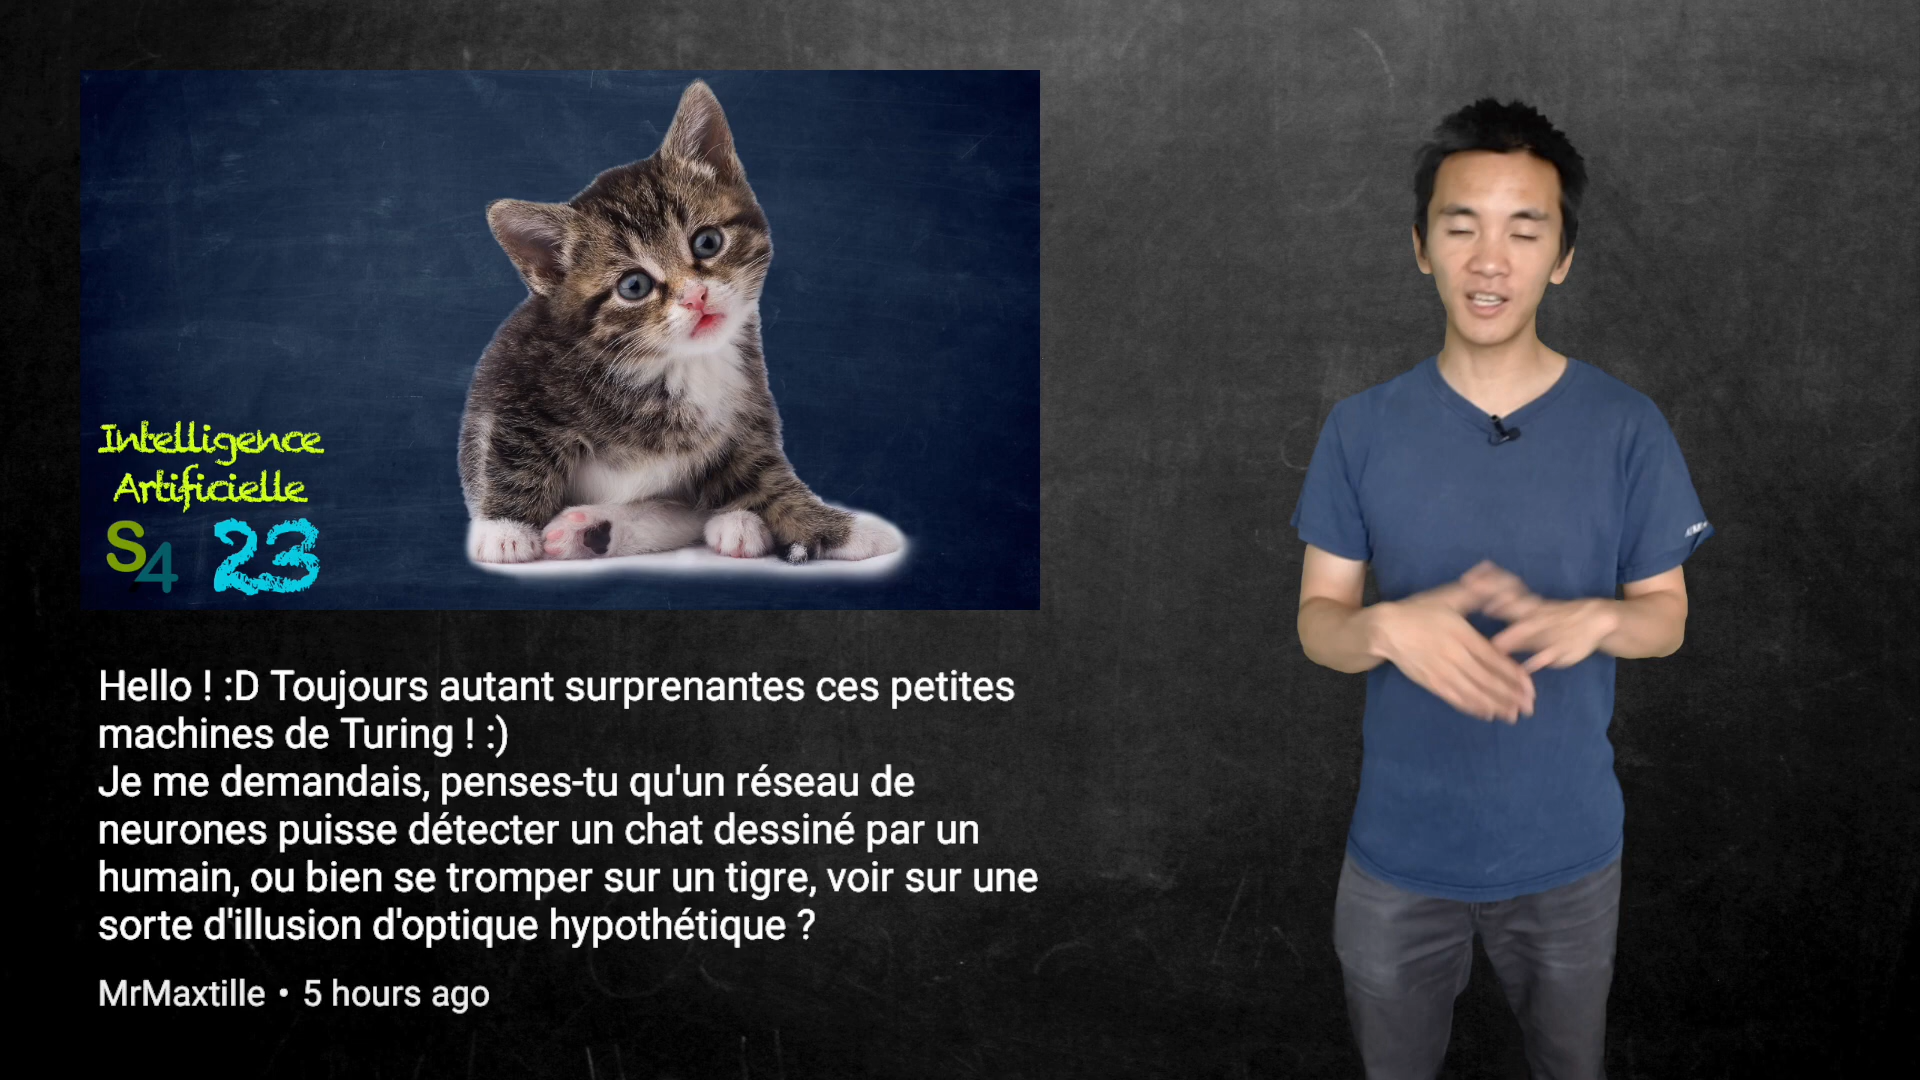 Intelligence
Artificielle
S4 23
Hello ! :D Toujours autant surprenantes ces petites
machines de Turing ! :)
Je me demandais, penses-tu qu'un réseau de
neurones puisse détecter un chat dessiné par un
humain, ou bien se tromper sur un tigre, voir sur une
sorte d'illusion d'optique hypothétique ?
MrMaxtille • 5 hours ago